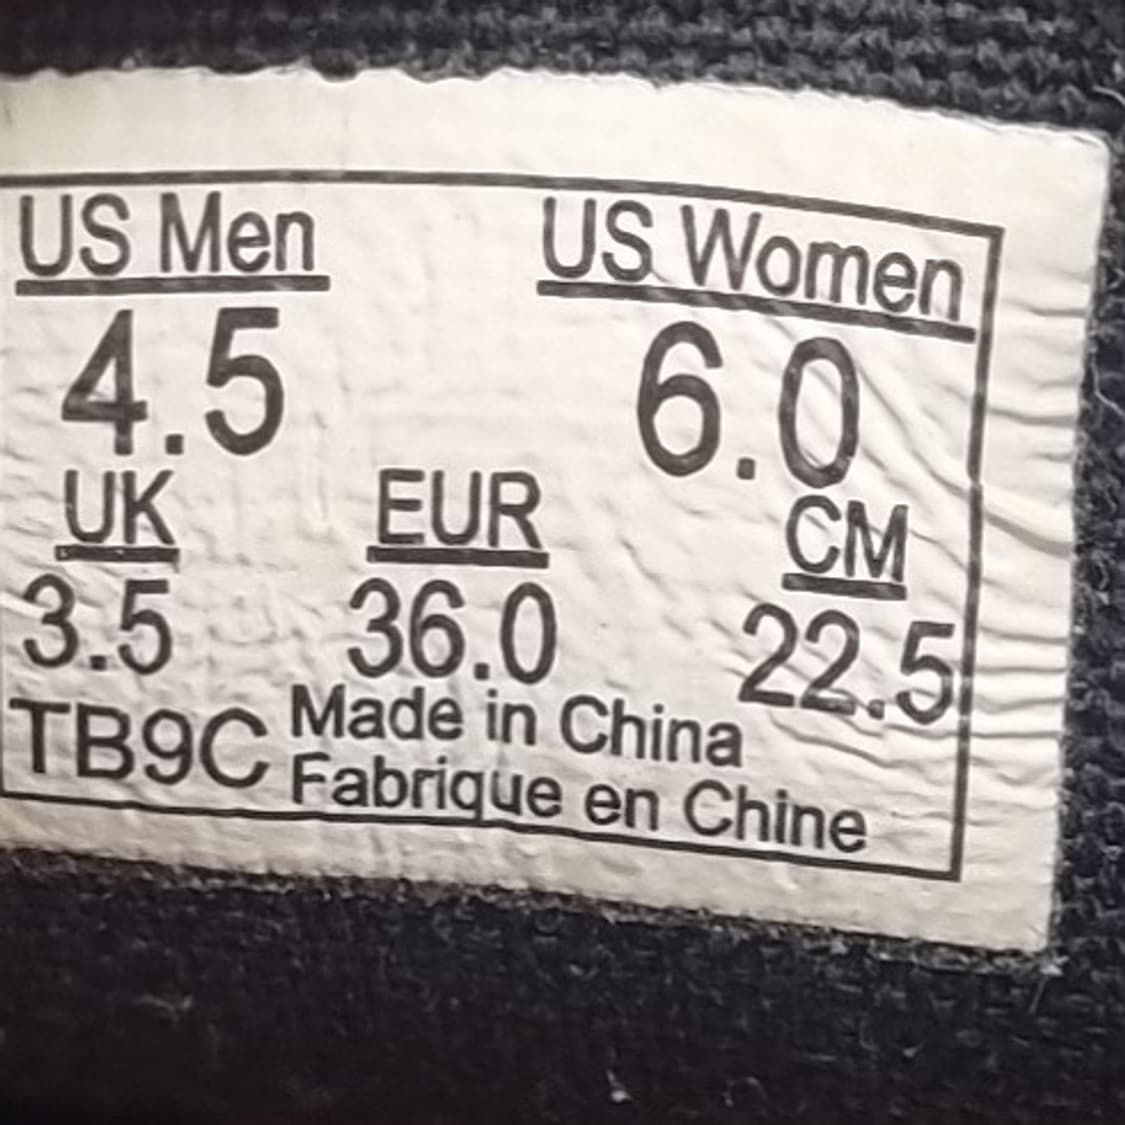 US Men US Women
4.5 6.0
UK EUR CM
3.5 36.0 22.5
TB9C Made in China
Fabrique en Chine